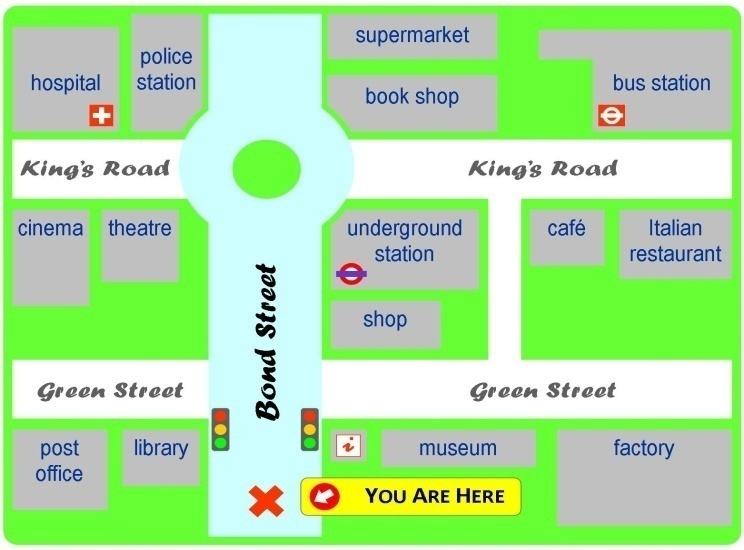 supermarket
police
station
hospital
book shop
bus station
King's Road
King's Road
cinema
theatre
underground
station
café
Italian
restaurant
shop
Bond Street
Green Street
Green Street
post
office
library
i
museum
factory
YOU ARE HERE